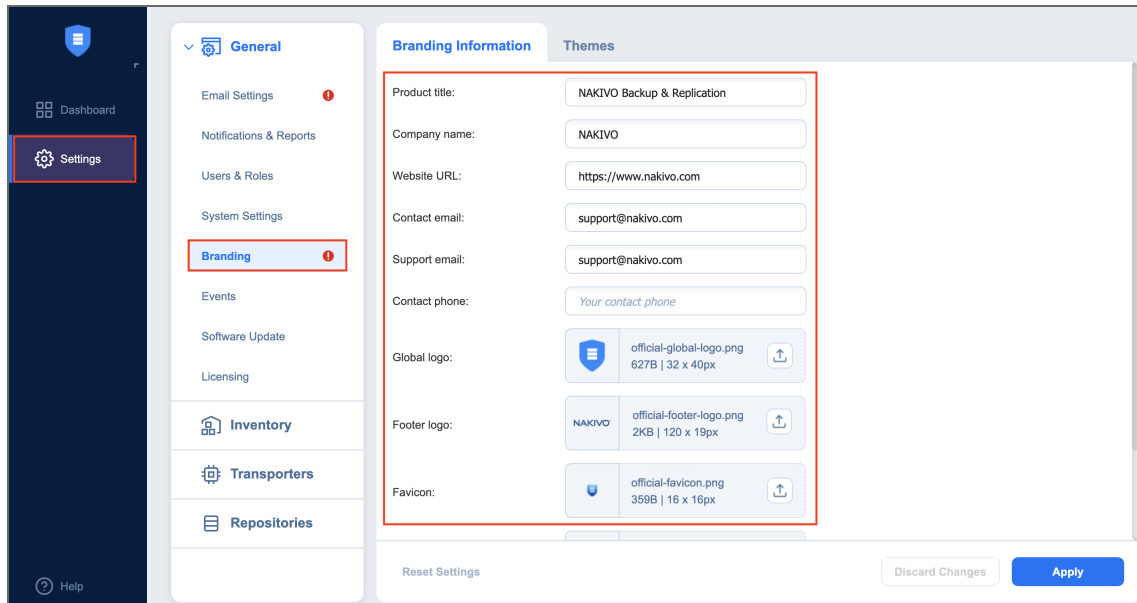 Dashboard
Settings
Help
General
Email Settings
Notifications & Reports
Users & Roles
System Settings
Branding
Events
Software Update
Licensing
Inventory
Transporters
Repositories
Branding Information
Themes
Product title:
NAKIVO Backup & Replication
Company name:
NAKIVO
Website URL:
https://www.nakivo.com
Contact email:
support@nakivo.com
Support email:
support@nakivo.com
Contact phone:
Your contact phone
Global logo:
official-global-logo.png
627B | 32 x 40px
Footer logo:
NAKIVO
official-footer-logo.png
2KB | 120 x 19px
Favicon:
official-favicon.png
359B | 16 x 16px
Reset Settings
Discard Changes
Apply